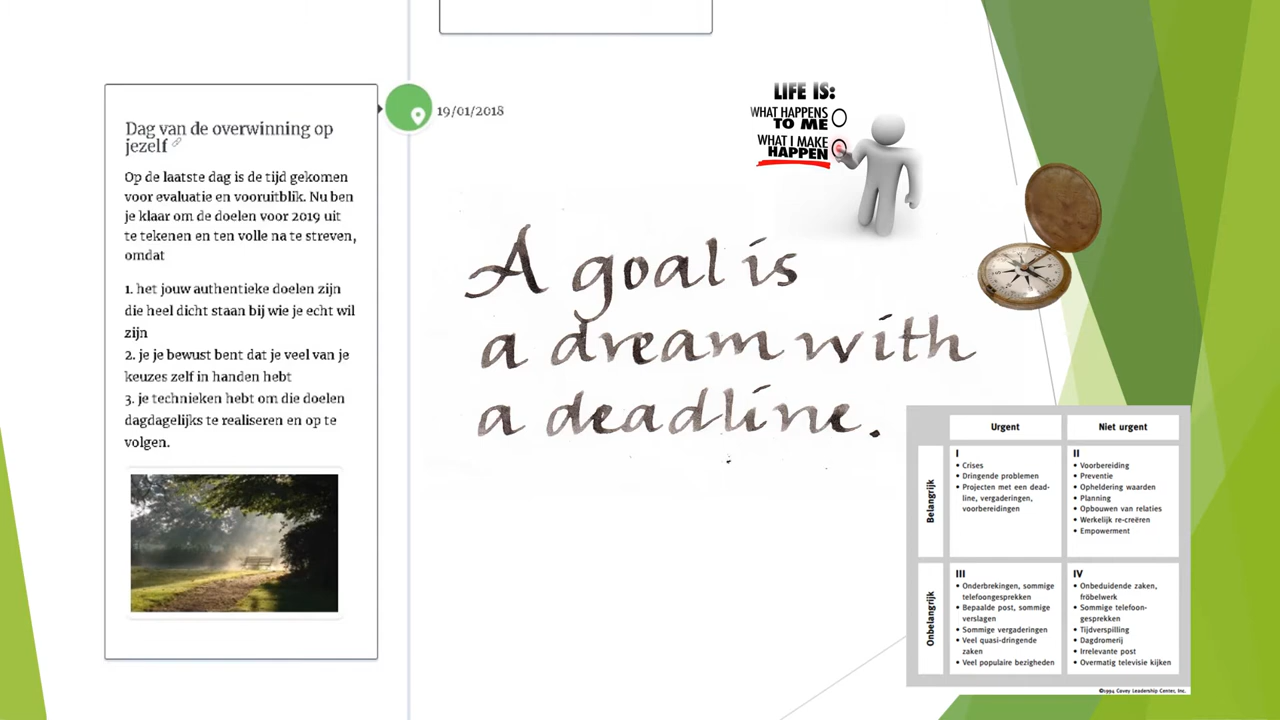 Dag van de overwinning op
jezelf
Op de laatste dag is de tijd gekomen
voor evaluatie en vooruitblik. Nu ben
je klaar om de doelen voor 2019 uit
te tekenen en ten volle na te streven,
omdat
1. het jouw authentieke doelen zijn
die heel dicht staan bij wie je echt wil
zijn
2. je je bewust bent dat je veel van je
keuzes zelf in handen hebt
3. je technieken hebt om die doelen
dagdagelijks te realiseren en op te
volgen.
19/01/2018
LIFE IS:
WHAT HAPPENS
TO ME
WHAT I MAKE
HAPPEN
A goal is
a dream with
a deadline.
Urgent
Niet urgent
Belangrijk
I
• Crises
• Dringende problemen
• Projecten met een dead-
line, vergaderingen,
voorbereidingen
II
• Voorbereiding
• Preventie
• Opheldering waarden
• Planning
• Opbouwen van relaties
• Werkelijk re-creëren
• Empowerment
Onbelangrijk
III
• Onderbrekingen, sommige
telefoongesprekken
• Bepaalde post, sommige
verslagen
• Sommige vergaderingen
• Veel quasi-dringende
zaken
• Veel populaire bezigheden
IV
• Onbeduidende zaken,
fröbelwerk
• Sommige telefoon-
gesprekken
• Tijdverspilling
• Dagdromerij
• Irrelevante post
• Overmatig televisie kijken
©1994 Covey Leadership Center, Inc.